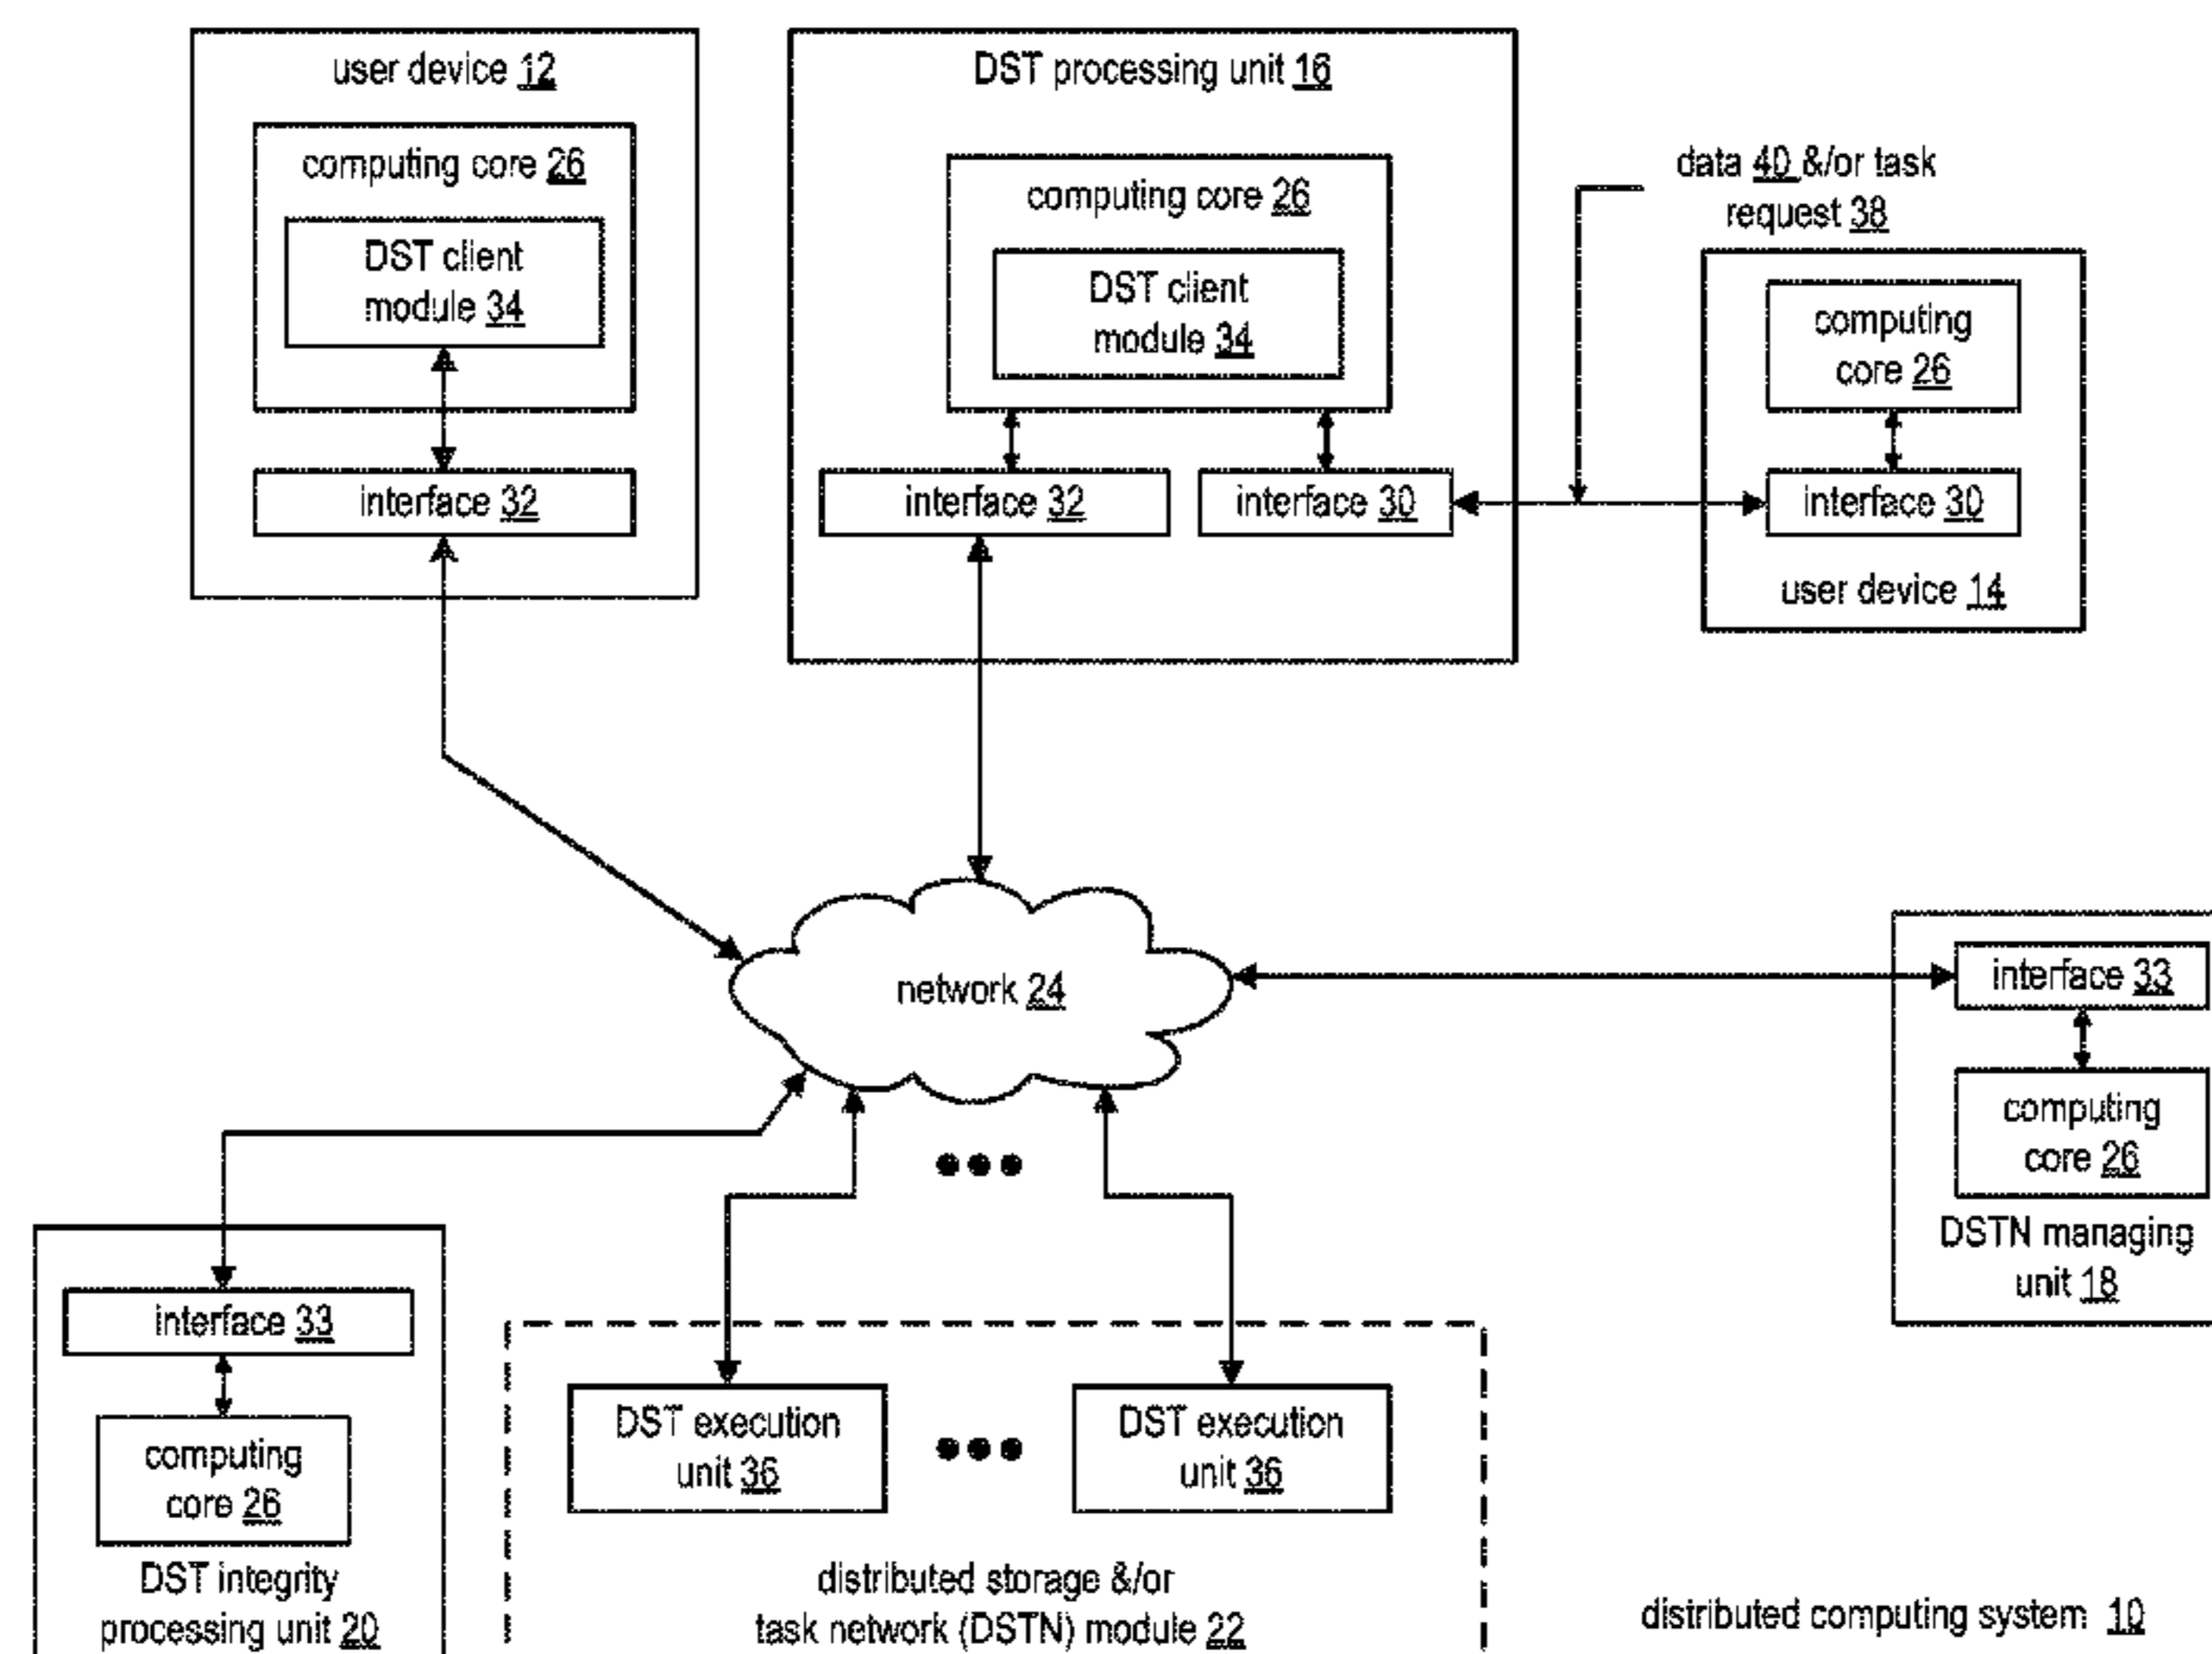 user device 12
computing core 26
DST client
module 34
interface 32
DST processing unit 16
computing core 26
DST client
module 34
interface 32
interface 30
data 40 &/or task
request 38
computing
core 26
interface 30
user device 14
network 24
interface 33
computing
core 26
DSTN managing
unit 18
interface 33
computing
core 26
DST integrity
processing unit 20
DST execution
unit 36
DST execution
unit 36
distributed storage &/or
task network (DSTN) module 22
distributed computing system 10